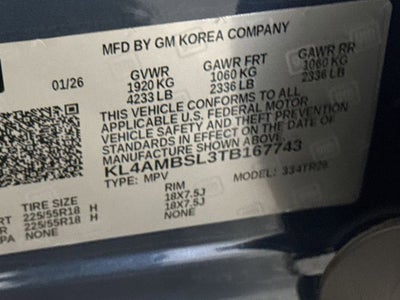 MFD BY GM KOREA COMPANY
01/26
GVWR GAWR FRT GAWR RR
1920 KG 1060 KG 1060 KG
4233 LB 2336 LB 2336 LB
THIS VEHICLE CONFORMS TO ALL
APPLICABLE U.S. FEDERAL MOTOR
VEHICLE SAFETY AND THEFT PREVENTION
STANDARDS IN EFFECT ON THE DATE OF
MANUFACTURE SHOWN ABOVE.
KL4AMBSL3TB167743
TYPE: MPV MODEL:
TIRE SIZE RIM
RT 225/55R18 H 18X7.5J
R 225/55R18 H 18X7.5J
PA NONE NONE